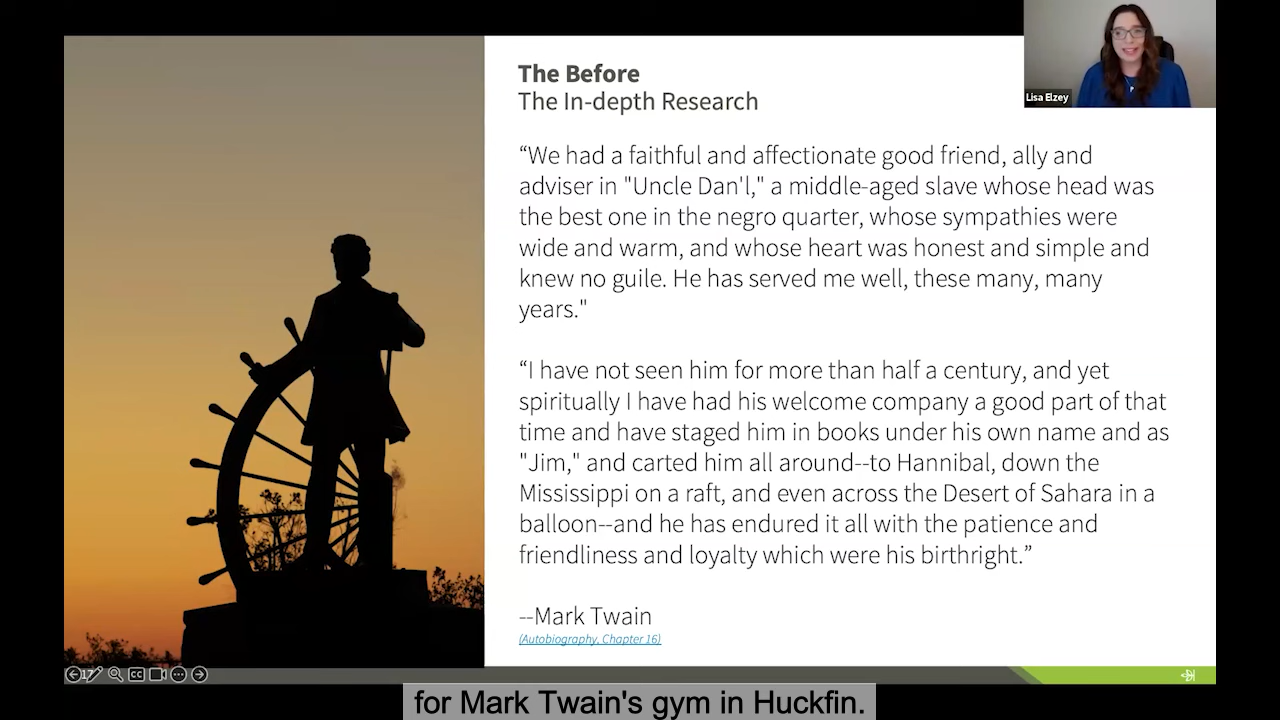 The Before
The In-depth Research
Lisa Elzey
“We had a faithful and affectionate good friend, ally and
adviser in "Uncle Dan'l," a middle-aged slave whose head was
the best one in the negro quarter, whose sympathies were
wide and warm, and whose heart was honest and simple and
knew no guile. He has served me well, these many, many
years."
“I have not seen him for more than half a century, and yet
spiritually I have had his welcome company a good part of that
time and have staged him in books under his own name and as
"Jim," and carted him all around--to Hannibal, down the
Mississippi on a raft, and even across the Desert of Sahara in a
balloon--and he has endured it all with the patience and
friendliness and loyalty which were his birthright.”
--Mark Twain
(Autobiography, Chapter 16)
17
CC
for Mark Twain's gym in Huckfin.